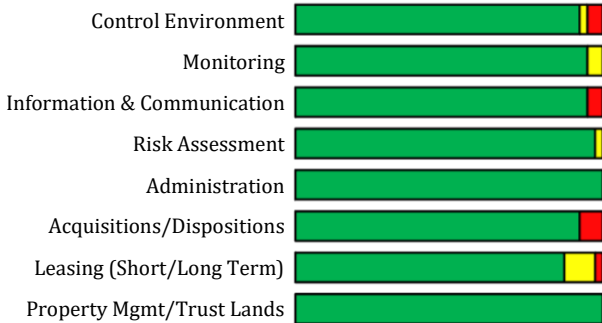 Control Environment
Monitoring
Information & Communication
Risk Assessment
Administration
Acquisitions/Dispositions
Leasing (Short/Long Term)
Property Mgmt/Trust Lands